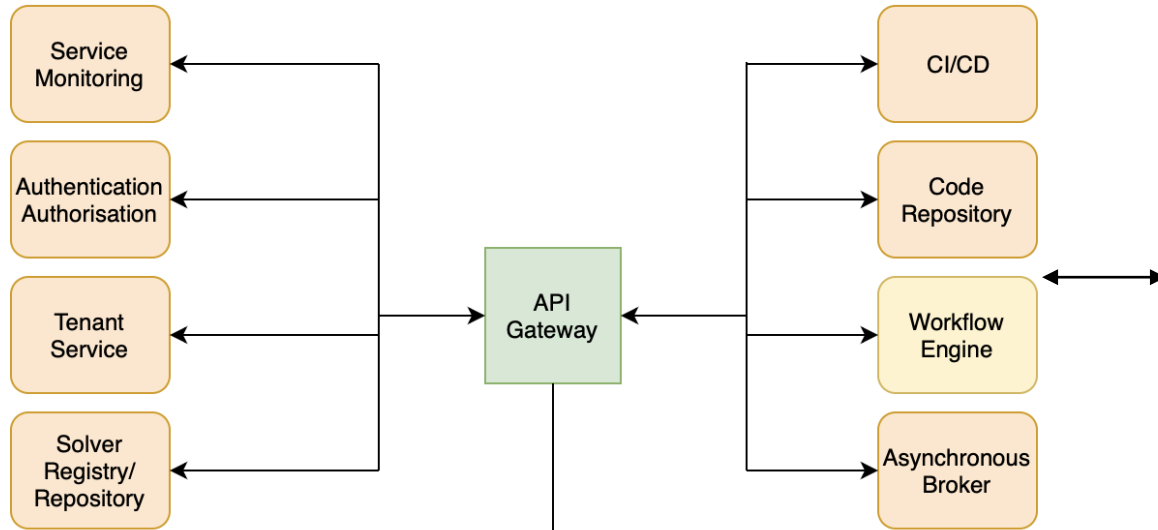 Service
Monitoring
Authentication
Authorisation
Tenant
Service
Solver
Registry/
Repository
API
Gateway
CI/CD
Code
Repository
Workflow
Engine
Asynchronous
Broker